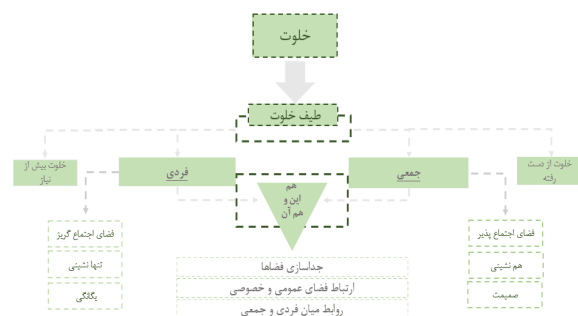 خلوت
طیف خلوت
خلوت از دست
رفته
جمعی
فردی
خلوت بیش از
نیاز
هم
این و
هم آن
فضای اجتماع پذیر
هم نشینی
صمیمت
فضای اجتماع گریز
تنها نشینی
یگانگی
جداسازی فضاها
ارتباط فضای عمومی و خصوصی
روابط میان فردی و جمعی